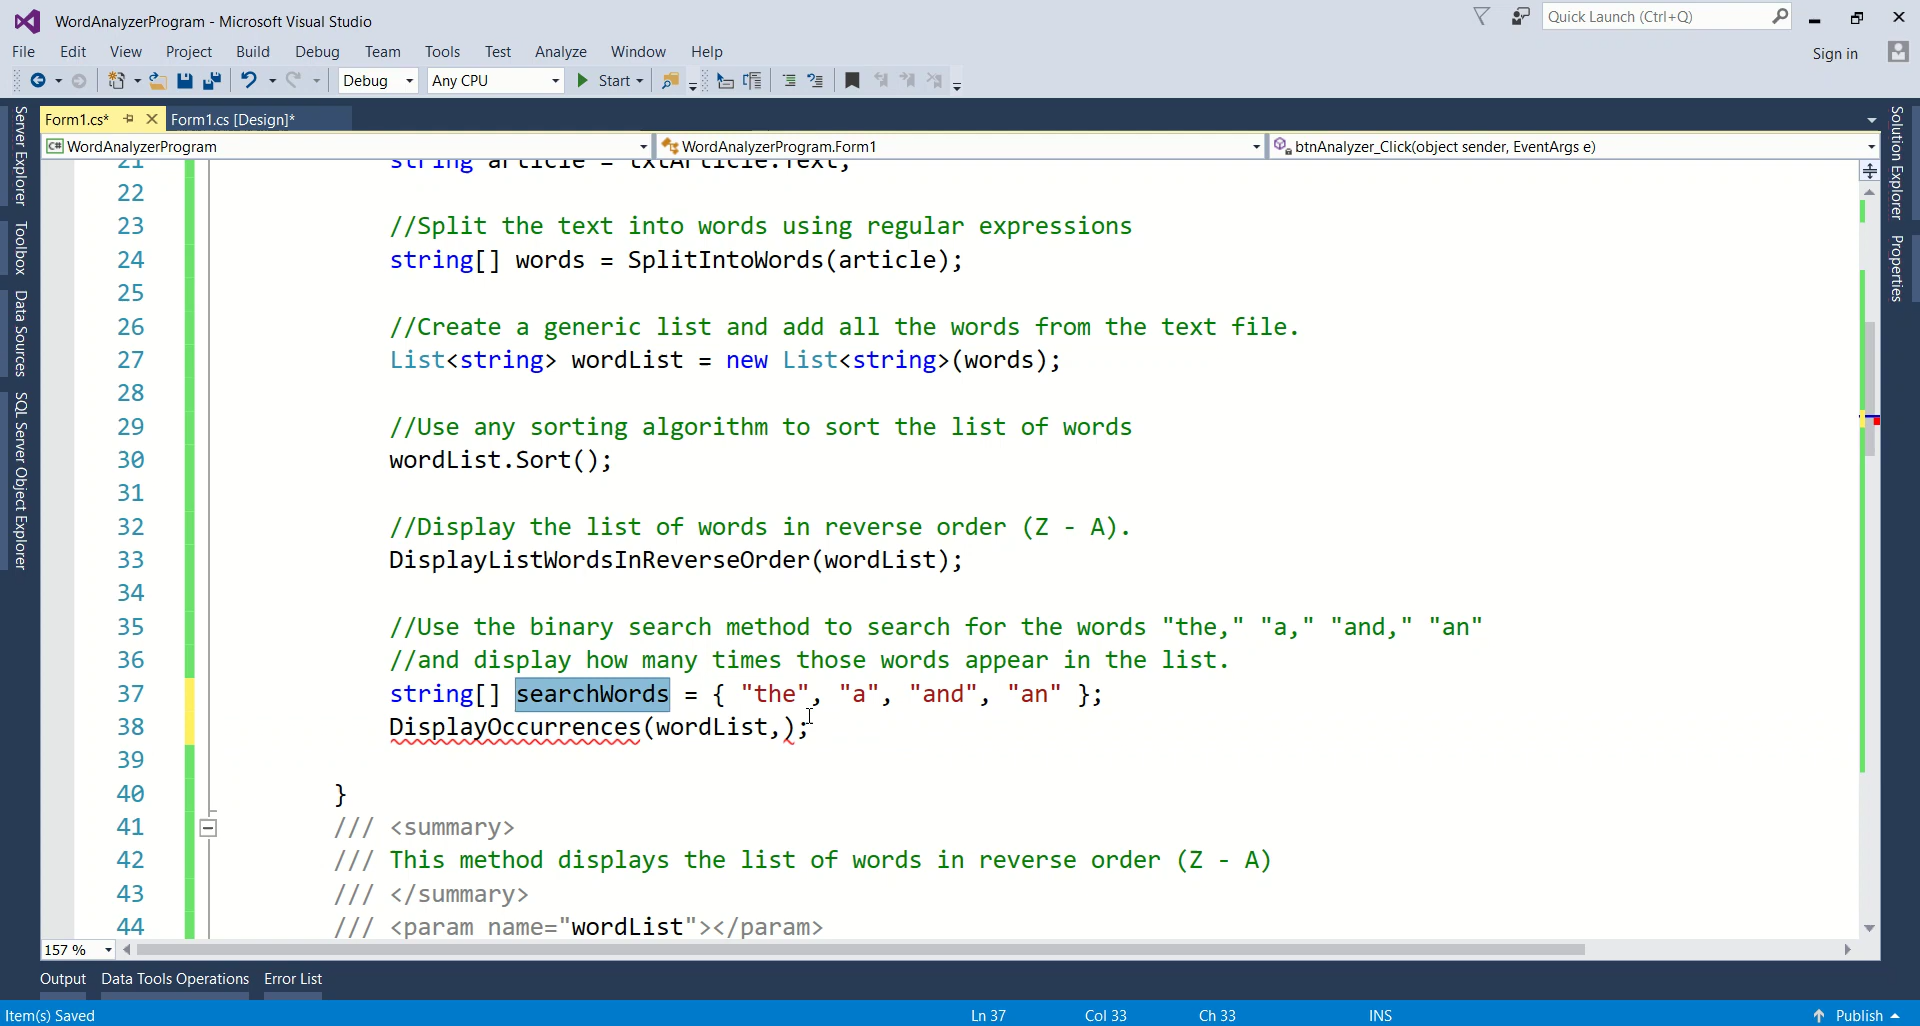 WordAnalyzerProgram - Microsoft Visual Studio
Quick Launch (Ctrl+Q)
File Edit View Project Build Debug Team Tools Test Analyze Window Help
Sign in
Debug Any CPU Start
Form1.cs* Form1.cs [Design]*
C# WordAnalyzerProgram WordAnalyzerProgram.Form1 btnAnalyzer_Click(object sender, EventArgs e)
Server Explorer
Toolbox
Data Sources
SQL Server Object Explorer
Solution Explorer
Properties
21 string article = txtArticle.Text;
22
23 //Split the text into words using regular expressions
24 string[] words = SplitIntoWords(article);
25
26 //Create a generic list and add all the words from the text file.
27 List<string> wordList = new List<string>(words);
28
29 //Use any sorting algorithm to sort the list of words
30 wordList.Sort();
31
32 //Display the list of words in reverse order (Z - A).
33 DisplayListWordsInReverseOrder(wordList);
34
35 //Use the binary search method to search for the words "the," "a," "and," "an"
36 //and display how many times those words appear in the list.
37 string[] searchWords = { "the", "a", "and", "an" };
38 DisplayOccurrences(wordList,);
39
40 }
41 /// <summary>
42 /// This method displays the list of words in reverse order (Z - A)
43 /// </summary>
44 /// <param name="wordList"></param>
157 %
Output Data Tools Operations Error List
Item(s) Saved Ln 37 Col 33 Ch 33 INS Publish